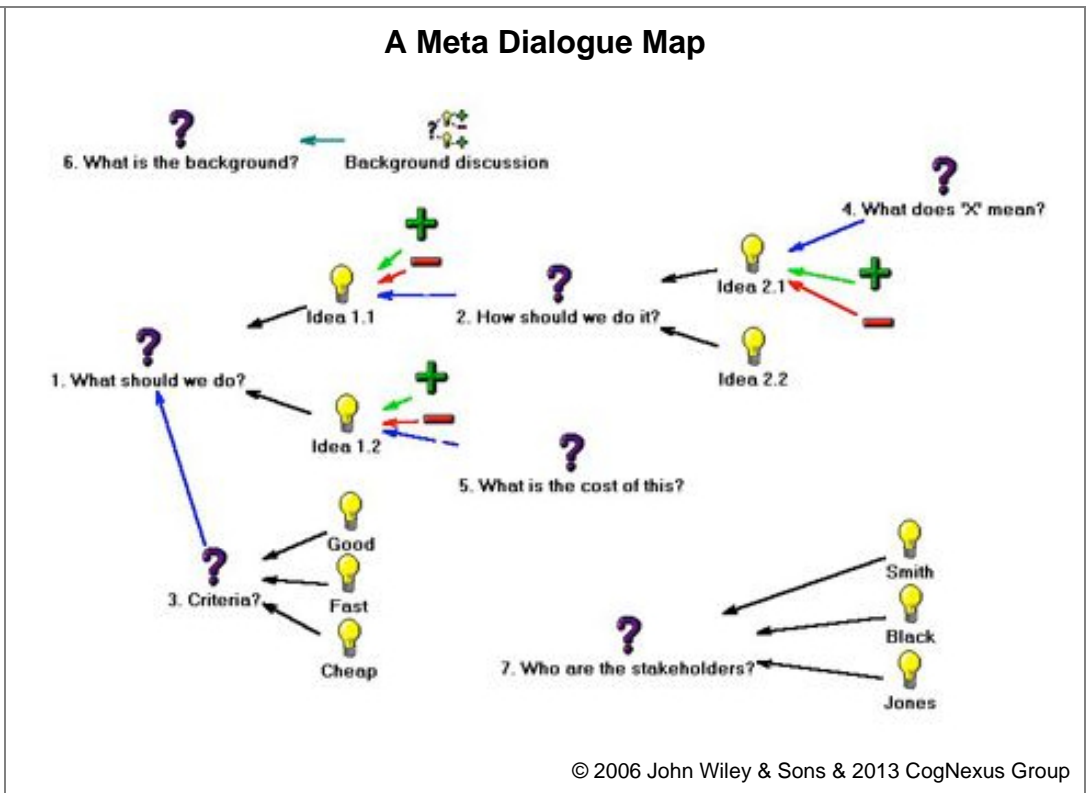 A Meta Dialogue Map
6. What is the background?
Background discussion
4. What does "X" mean?
Idea 1.1
2. How should we do it?
Idea 2.1
1. What should we do?
Idea 2.2
Idea 1.2
5. What is the cost of this?
Good
3. Criteria?
Fast
Cheap
Smith
7. Who are the stakeholders?
Black
Jones
© 2006 John Wiley & Sons & 2013 CogNexus Group